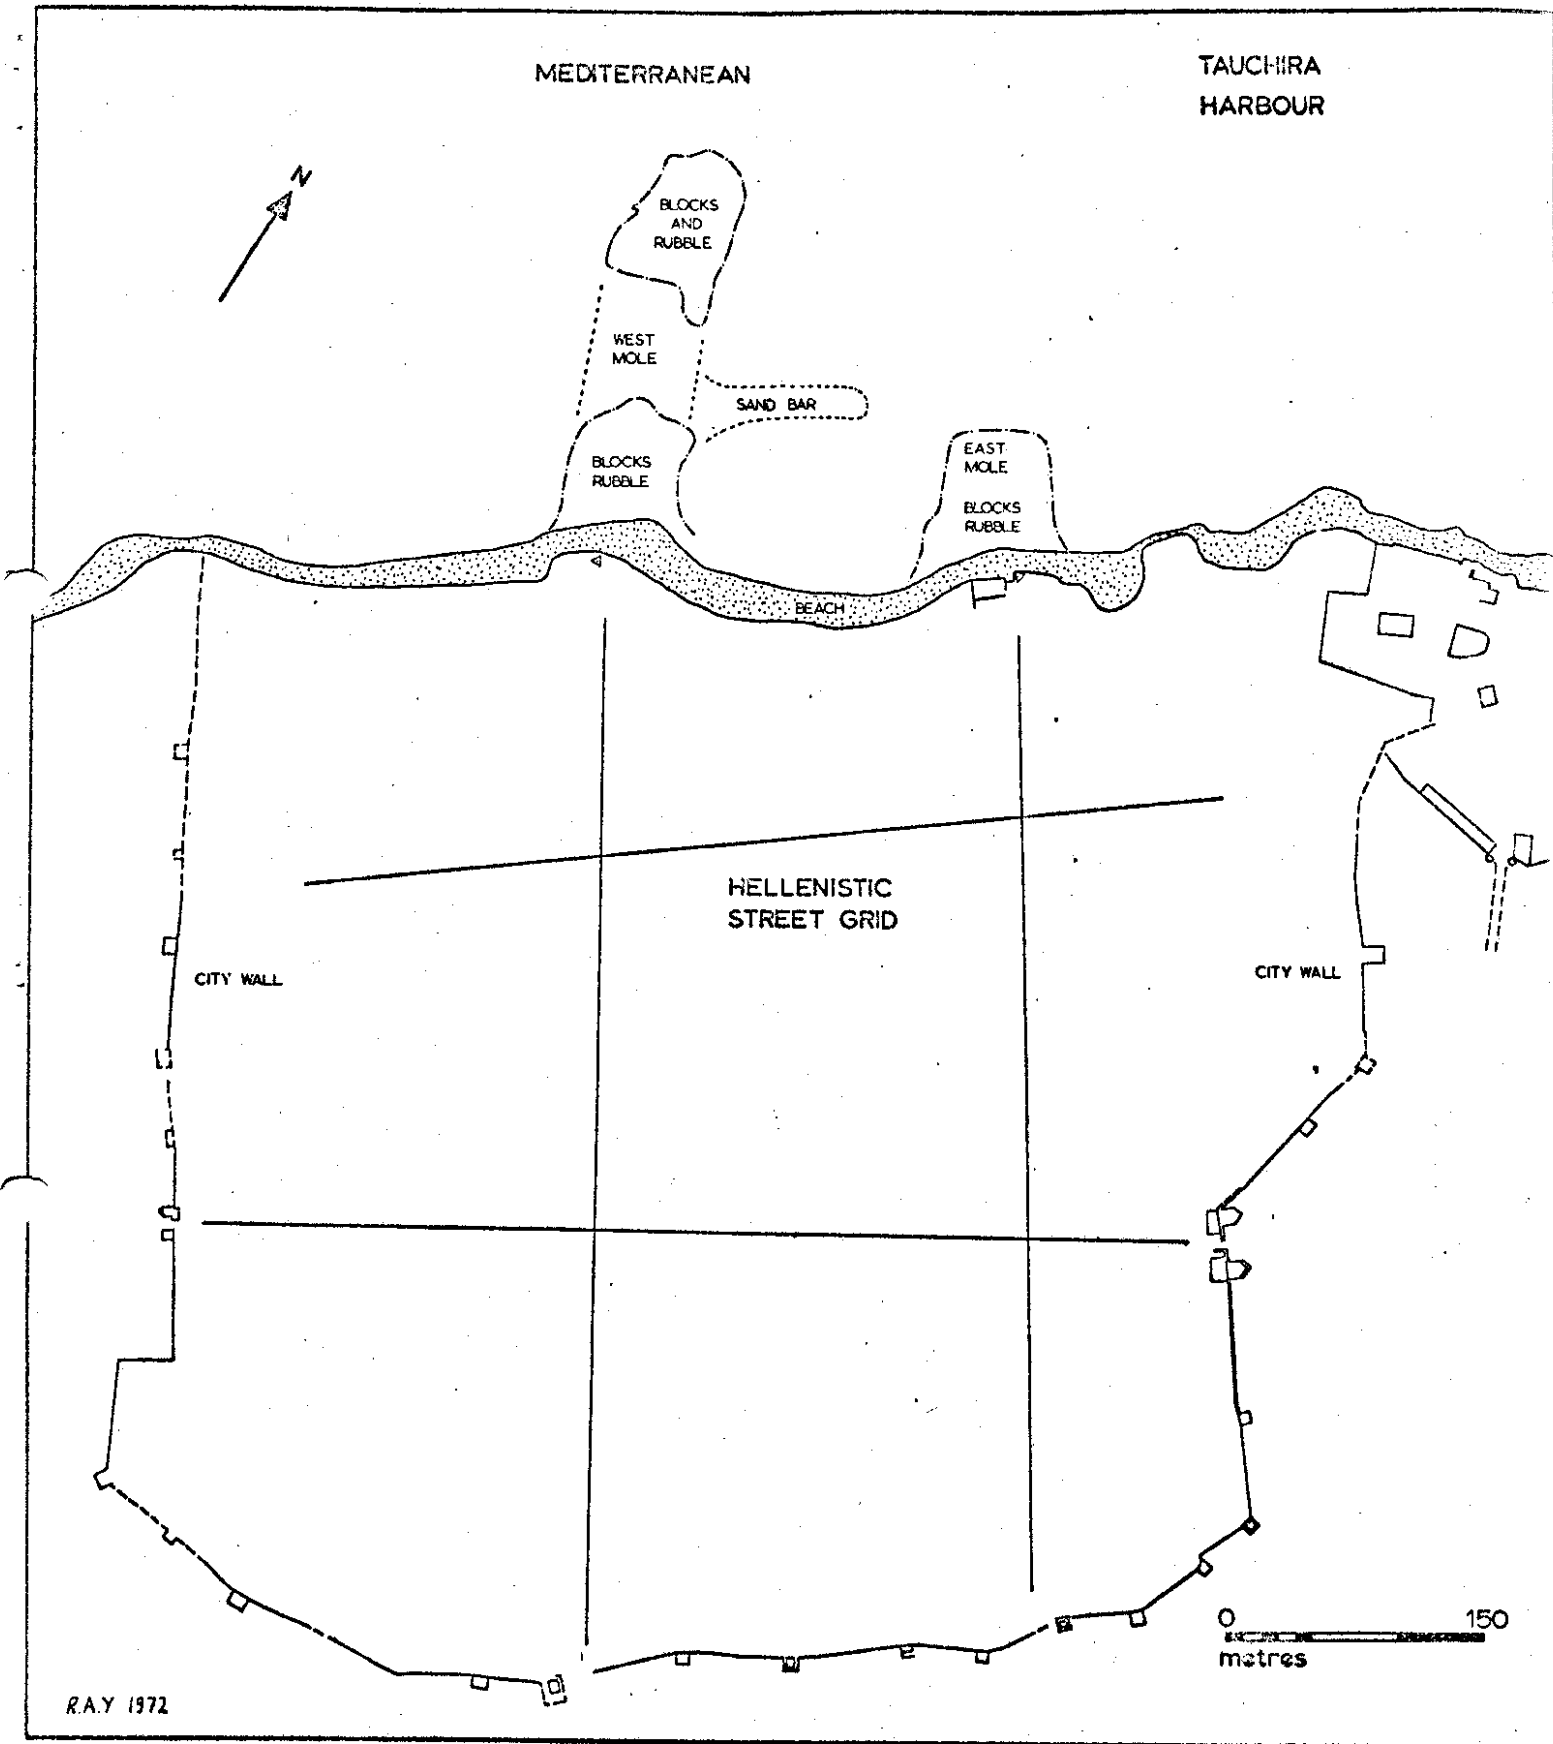 MEDITERRANEAN
TAUCHIRA
HARBOUR
N
BLOCKS
AND
RUBBLE
WEST
MOLE
SAND BAR
BLOCKS
RUBBLE
EAST
MOLE
BLOCKS
RUBBLE
BEACH
HELLENISTIC
STREET GRID
CITY WALL
CITY WALL
0 150
metres
R.A.Y 1972